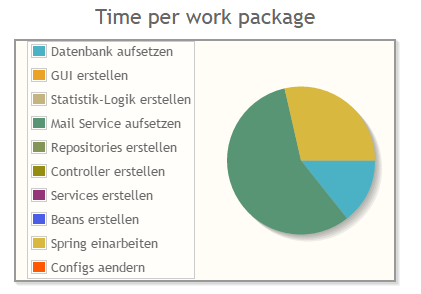 Time per work package
Datenbank aufsetzen
GUI erstellen
Statistik-Logik erstellen
Mail Service aufsetzen
Repositories erstellen
Controller erstellen
Services erstellen
Beans erstellen
Spring einarbeiten
Configs aendern